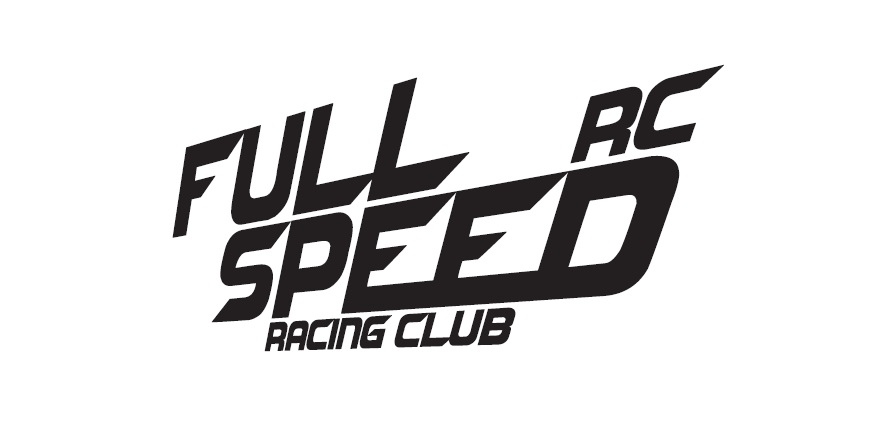 FULL RC
SPEED
RACING CLUB